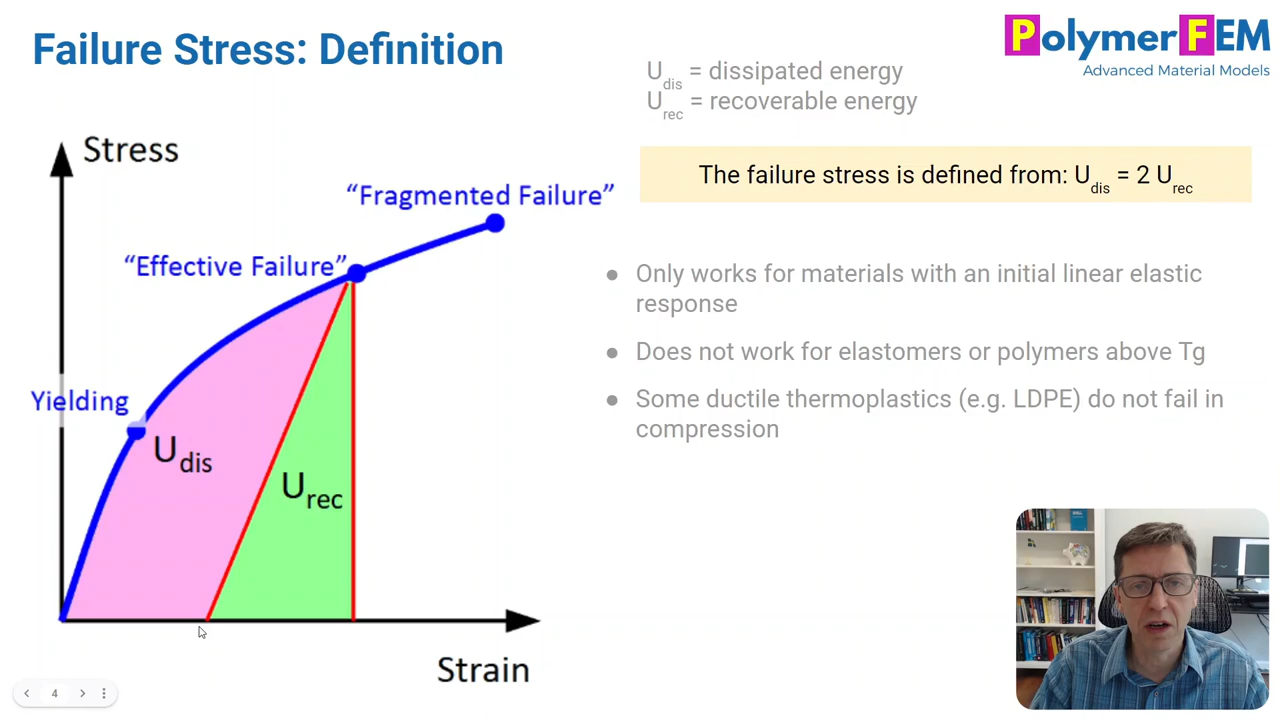 Failure Stress: Definition
PolymerFEM
Advanced Material Models
Udis = dissipated energy
Urec = recoverable energy
The failure stress is defined from: Udis = 2 Urec
Stress
“Fragmented Failure”
“Effective Failure”
Yielding
Udis
Urec
Strain
● Only works for materials with an initial linear elastic
response
● Does not work for elastomers or polymers above Tg
● Some ductile thermoplastics (e.g. LDPE) do not fail in
compression
4